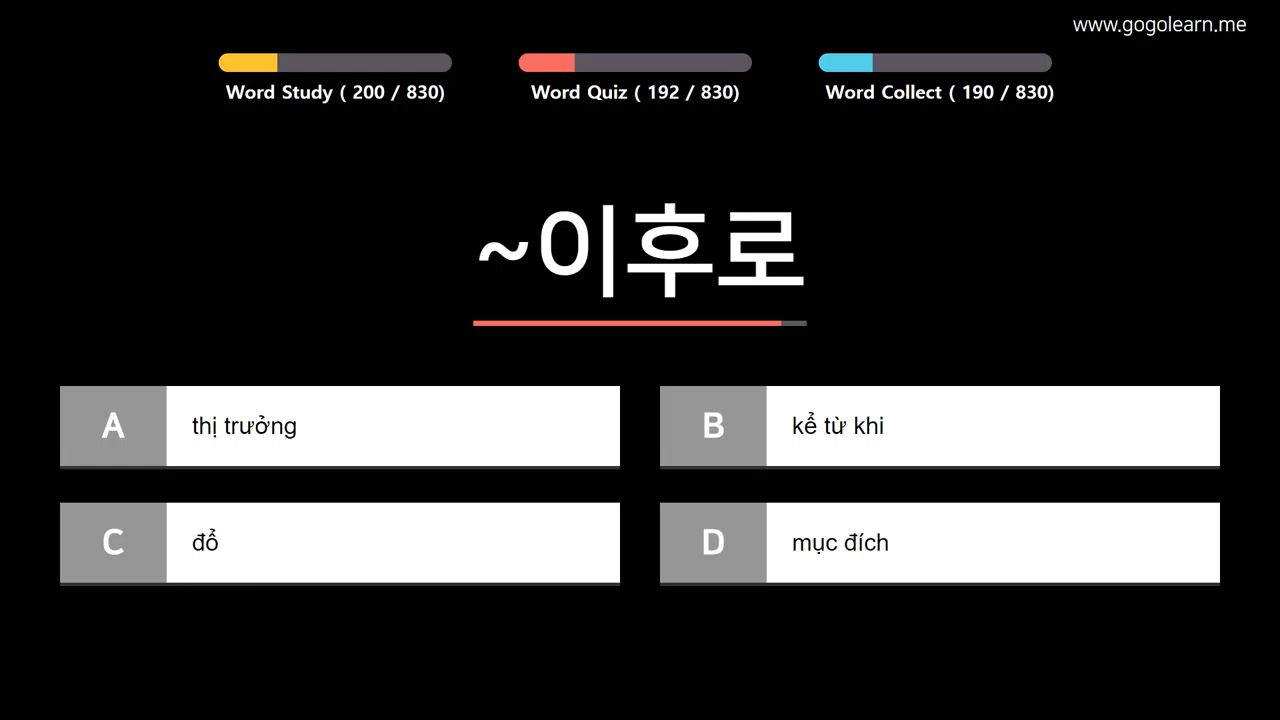 www.gogolearn.me
Word Study ( 200 / 830)
Word Quiz ( 192 / 830)
Word Collect ( 190 / 830)
~이후로
A
thị trưởng
B
kể từ khi
C
đổ
D
mục đích